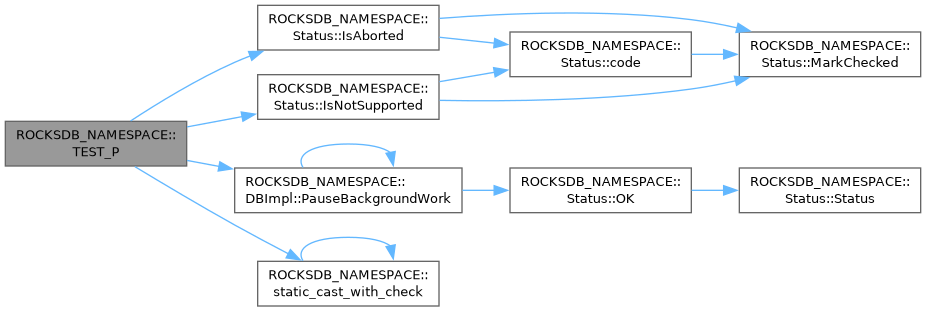 ROCKSDB_NAMESPACE::
TEST_P
ROCKSDB_NAMESPACE::
Status::IsAborted
ROCKSDB_NAMESPACE::
Status::IsNotSupported
ROCKSDB_NAMESPACE::
DBImpl::PauseBackgroundWork
ROCKSDB_NAMESPACE::
static_cast_with_check
ROCKSDB_NAMESPACE::
Status::code
ROCKSDB_NAMESPACE::
Status::OK
ROCKSDB_NAMESPACE::
Status::MarkChecked
ROCKSDB_NAMESPACE::
Status::Status